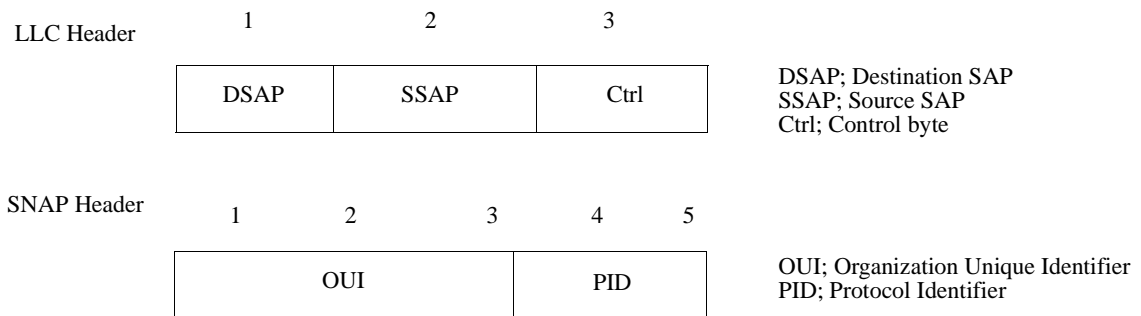 LLC Header
1 2 3
DSAP SSAP Ctrl
DSAP; Destination SAP
SSAP; Source SAP
Ctrl; Control byte
SNAP Header
1 2 3 4 5
OUI PID
OUI; Organization Unique Identifier
PID; Protocol Identifier